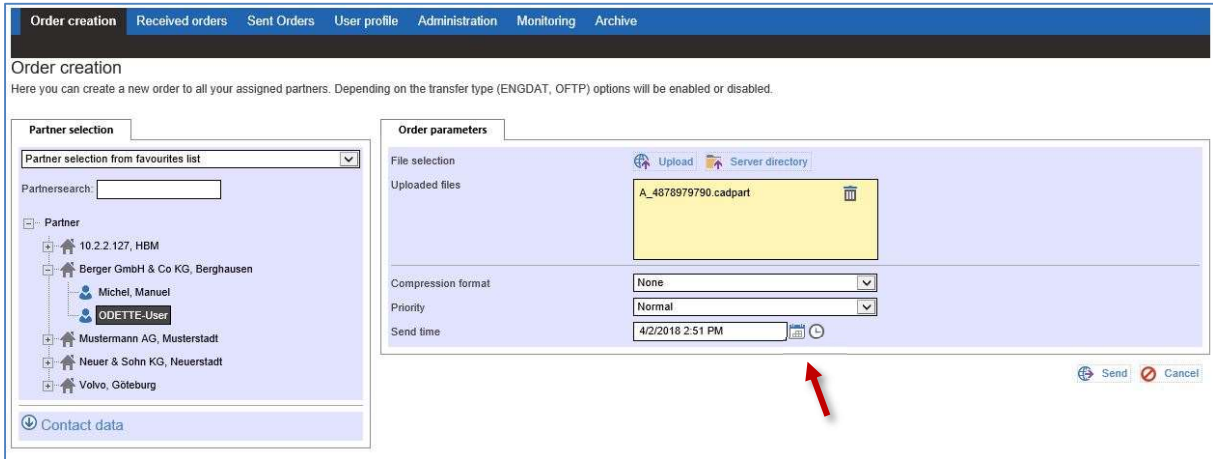 Order creation Received orders Sent Orders User profile Administration Monitoring Archive
Order creation
Here you can create a new order to all your assigned partners. Depending on the transfer type (ENGDAT, OFTP) options will be enabled or disabled.
Partner selection
Partner selection from favourites list
Partnersearch:
Partner
10.2.2.127, HBM
Berger GmbH & Co KG, Berghausen
Michel, Manuel
ODETTE-User
Mustermann AG, Musterstadt
Neuer & Sohn KG, Neuerstadt
Volvo, Göteburg
Contact data
Order parameters
File selection Upload Server directory
Uploaded files
A_4878979790.cadpart
Compression format None
Priority Normal
Send time 4/2/2018 2:51 PM
Send Cancel